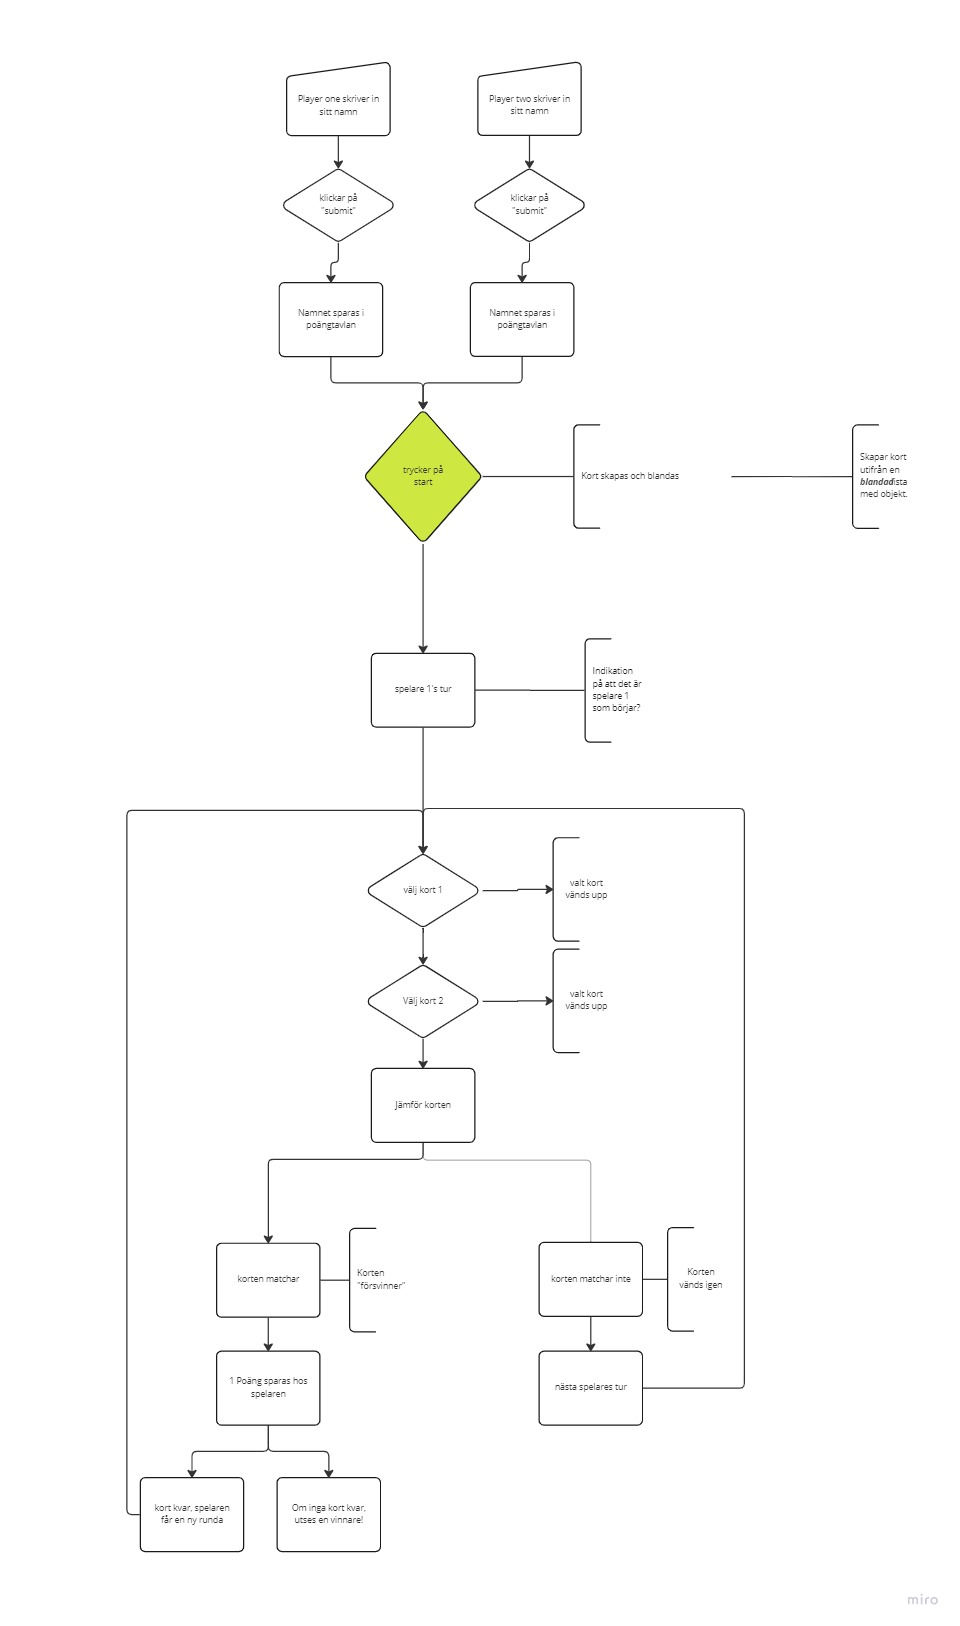 Player one skriver in
sitt namn
Player two skriver in
sitt namn
klickar på
"submit"
klickar på
"submit"
Namnet sparas i
poängtavlan
Namnet sparas i
poängtavlan
trycker på
start
Kort skapas och blandas
Skapar kort
utifrån en
blandad lista
med objekt.
spelare 1's tur
Indikation
på att det är
spelare 1
som börjar?
välj kort 1
valt kort
vänds upp
Välj kort 2
valt kort
vänds upp
Jämför korten
korten matchar
Korten
"försvinner"
korten matchar inte
Korten
vänds igen
1 Poäng sparas hos
spelaren
nästa spelares tur
kort kvar, spelaren
får en ny runda
Om inga kort kvar,
utses en vinnare!
miro